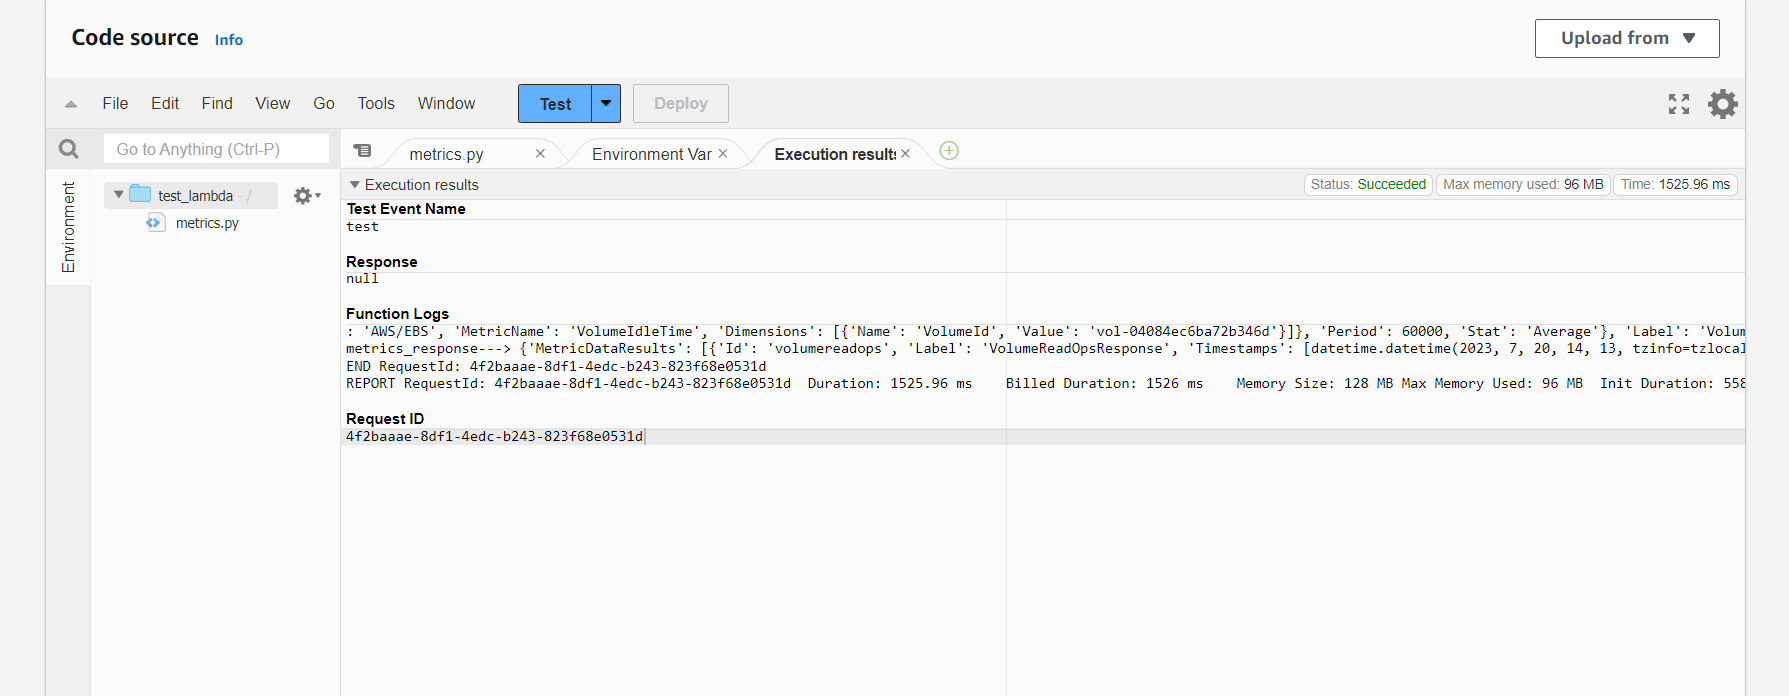 Code source Info
Upload from
File Edit Find View Go Tools Window Test Deploy
Go to Anything (Ctrl-P)
metrics.py Environment Var Execution results
Environment
test_lambda - /
metrics.py
Execution results Status: Succeeded Max memory used: 96 MB Time: 1525.96 ms
Test Event Name
test
Response
null
Function Logs
: 'AWS/EBS', 'MetricName': 'VolumeIdleTime', 'Dimensions': [{'Name': 'VolumeId', 'Value': 'vol-04084ec6ba72b346d'}]}, 'Period': 60000, 'Stat': 'Average'}, 'Label': 'Volum
metrics_response---> {'MetricDataResults': [{'Id': 'volumereadops', 'Label': 'VolumeReadOpsResponse', 'Timestamps': [datetime.datetime(2023, 7, 20, 14, 13, tzinfo=tzlocal
END RequestId: 4f2baaae-8df1-4edc-b243-823f68e0531d
REPORT RequestId: 4f2baaae-8df1-4edc-b243-823f68e0531d Duration: 1525.96 ms Billed Duration: 1526 ms Memory Size: 128 MB Max Memory Used: 96 MB Init Duration: 558
Request ID
4f2baaae-8df1-4edc-b243-823f68e0531d